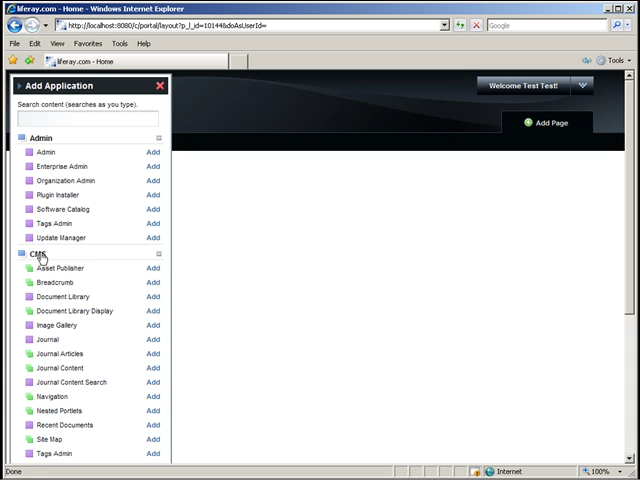 liferay.com - Home - Windows Internet Explorer
http://localhost:8080/c/portal/layout?p_l_id=10144&doAsUserId=
Google
File Edit View Favorites Tools Help
liferay.com - Home
Tools
Add Application
Welcome Test Test!
Search content (searches as you type).
Add Page
Admin
Admin Add
Enterprise Admin Add
Organization Admin Add
Plugin Installer Add
Software Catalog Add
Tags Admin Add
Update Manager Add
CMS
Asset Publisher Add
Breadcrumb Add
Document Library Add
Document Library Display Add
Image Gallery Add
Journal Add
Journal Articles Add
Journal Content Add
Journal Content Search Add
Navigation Add
Nested Portlets Add
Recent Documents Add
Site Map Add
Tags Admin Add
Done Internet 100%